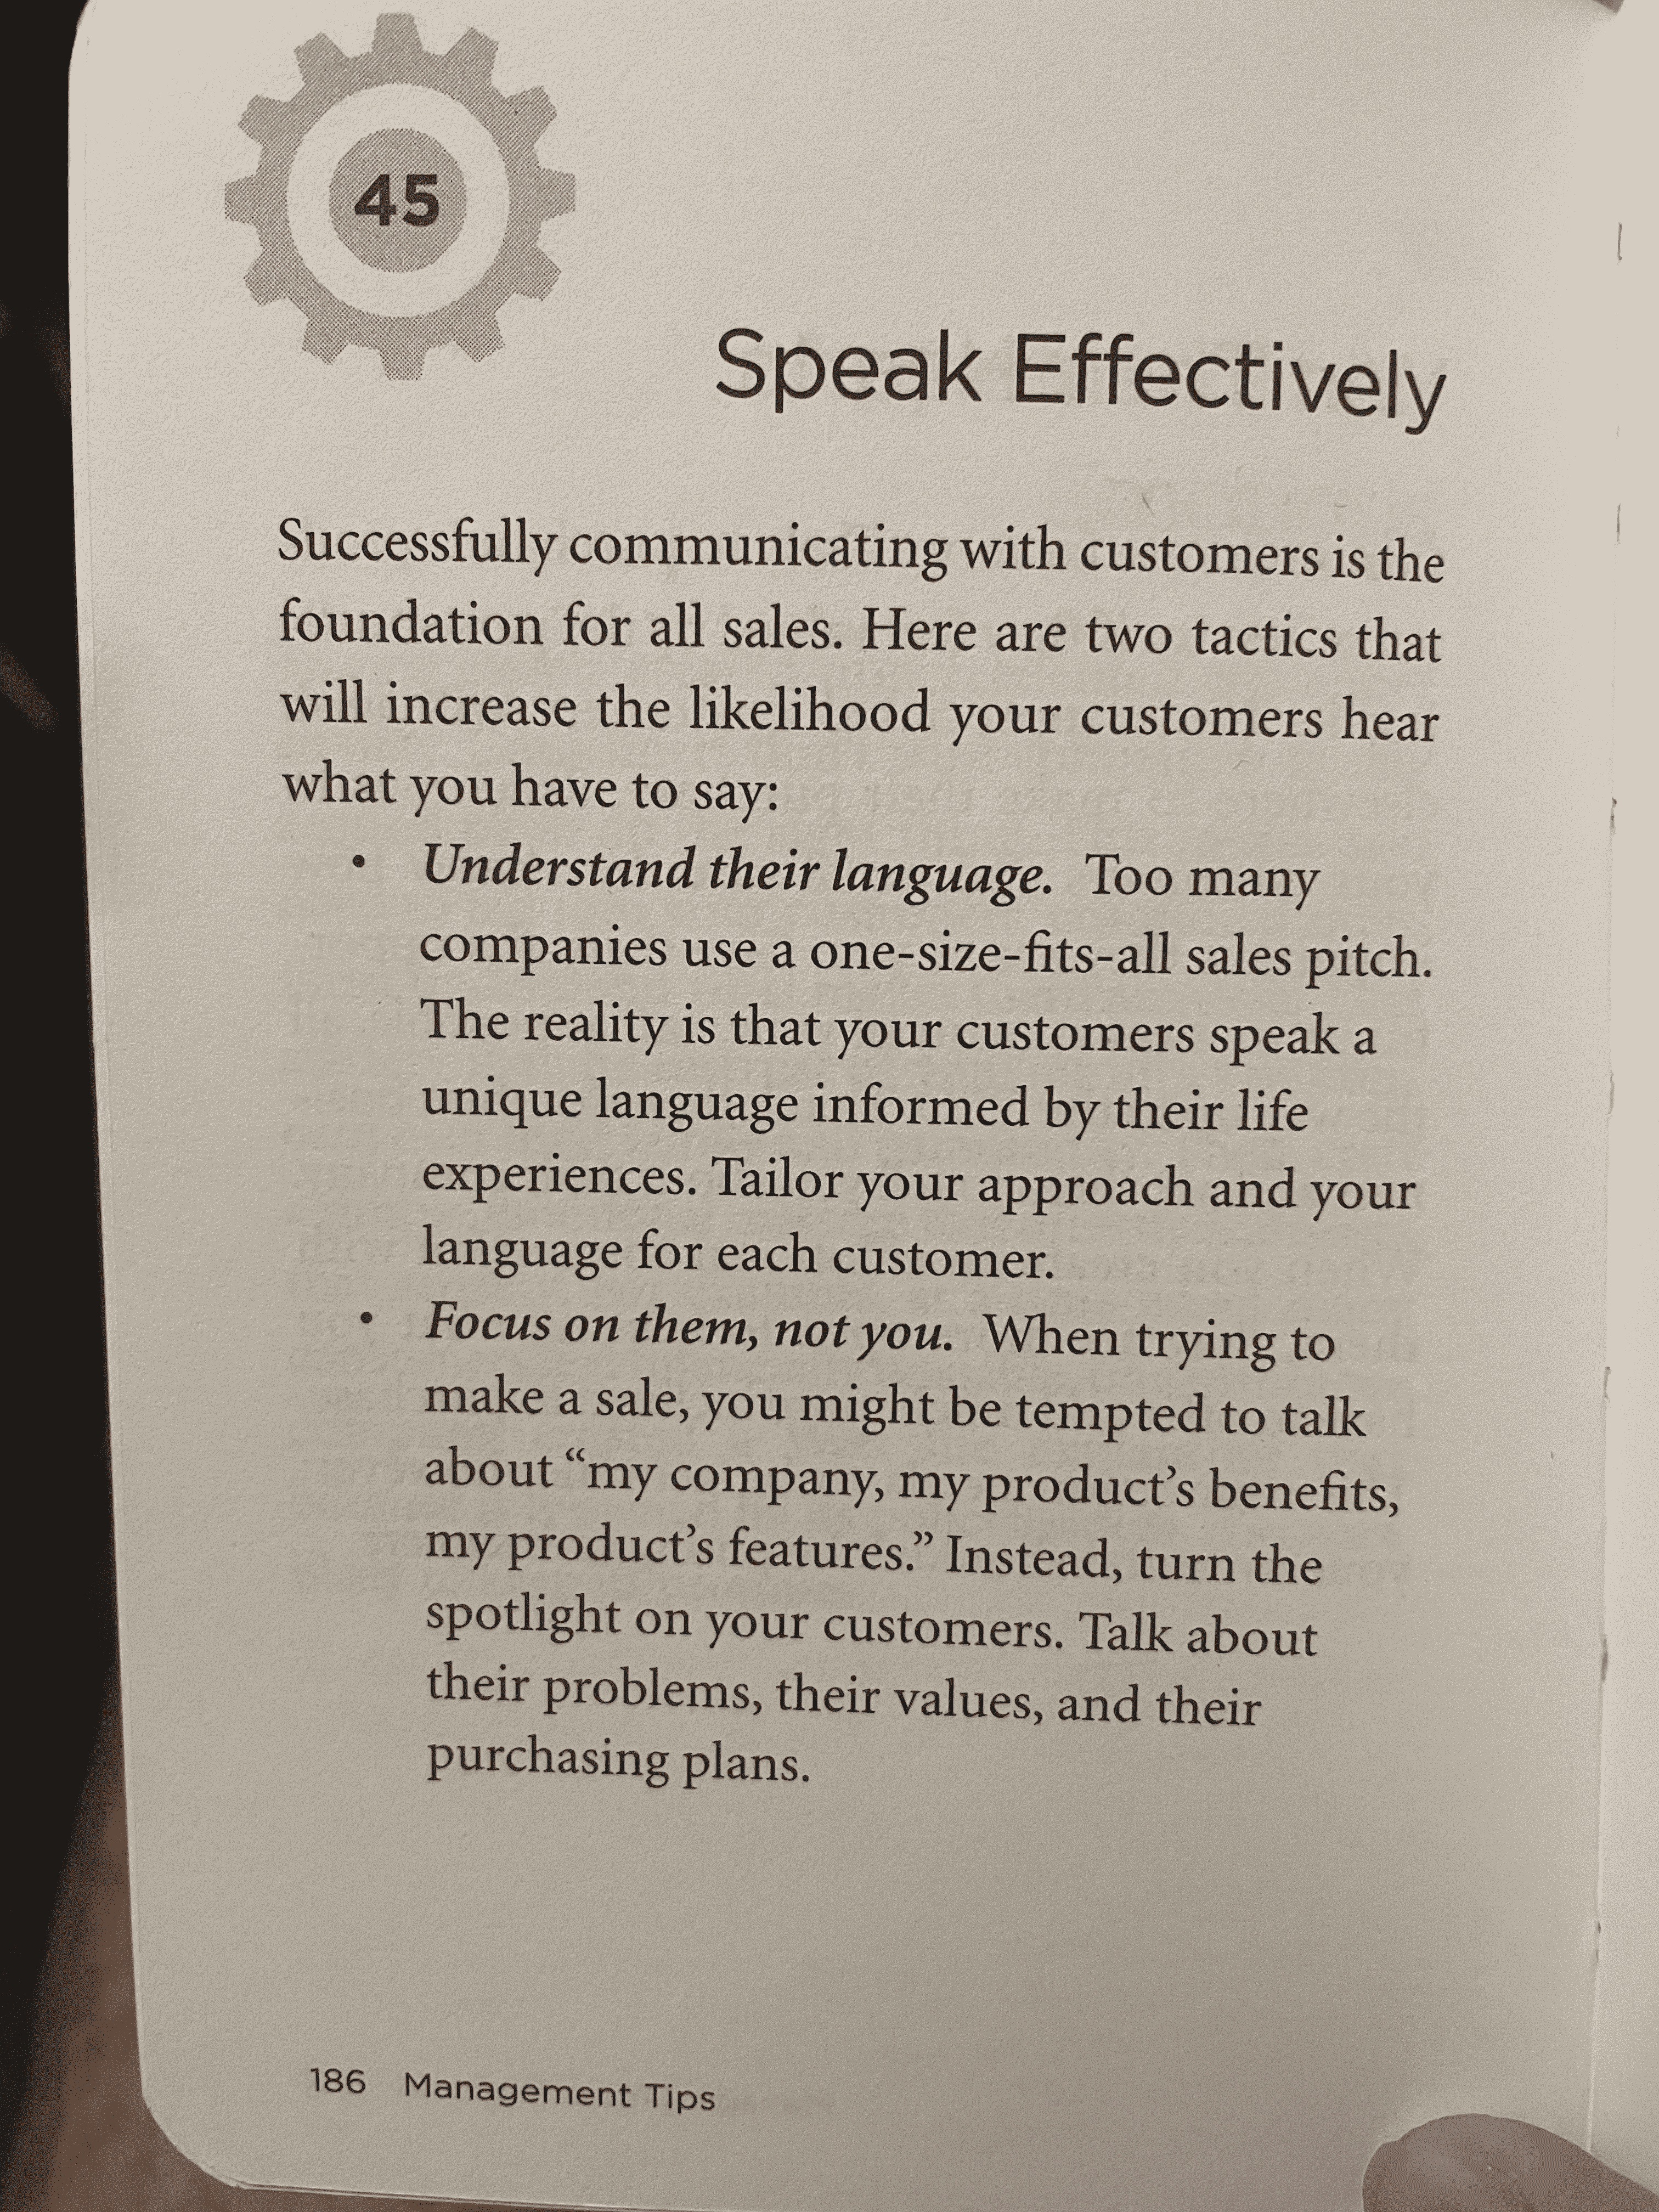 45
Speak Effectively
Successfully communicating with customers is the
foundation for all sales. Here are two tactics that
will increase the likelihood your customers hear
what you have to say:
• Understand their language. Too many
companies use a one-size-fits-all sales pitch.
The reality is that your customers speak a
unique language informed by their life
experiences. Tailor your approach and your
language for each customer.
• Focus on them, not you. When trying to
make a sale, you might be tempted to talk
about “my company, my product’s benefits,
my product’s features.” Instead, turn the
spotlight on your customers. Talk about
their problems, their values, and their
purchasing plans.
186 Management Tips